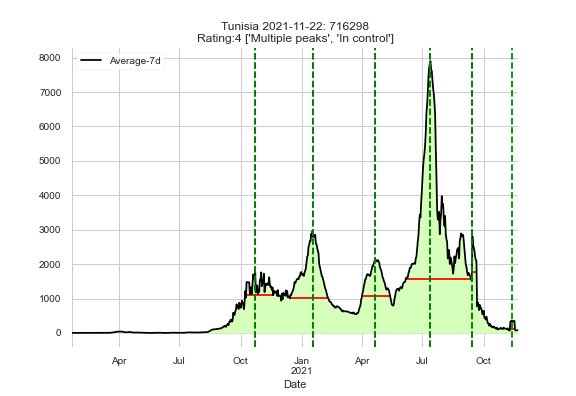 Tunisia 2021-11-22: 716298
Rating:4 ['Multiple peaks', 'In control']
Average-7d
8000
7000
6000
5000
4000
3000
2000
1000
0
Apr Jul Oct Jan Apr Jul Oct
2021
Date